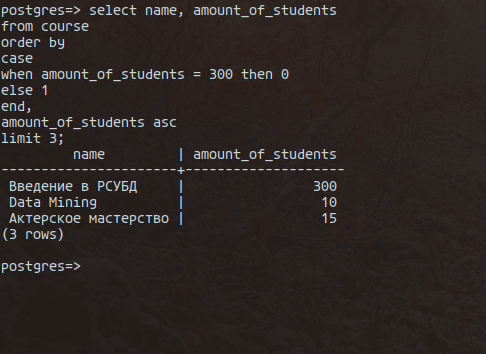 postgres=> select name, amount_of_students
from course
order by
case
when amount_of_students = 300 then 0
else 1
end,
amount_of_students asc
limit 3;
         name         | amount_of_students
----------------------+--------------------
 Введение в РСУБД     |                300
 Data Mining          |                 10
 Актерское мастерство |                 15
(3 rows)

postgres=>